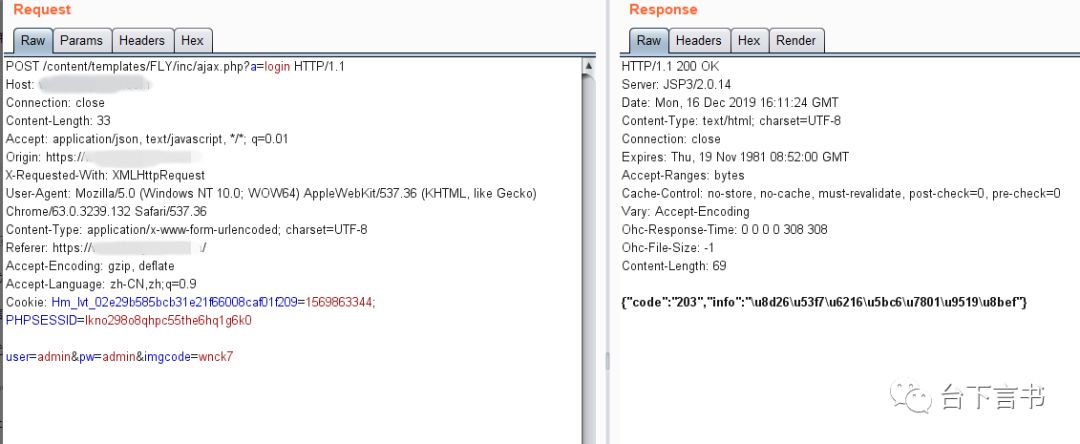 Request
Raw Params Headers Hex
POST /content/templates/FLY/inc/ajax.php?a=login HTTP/1.1
Host:
Connection: close
Content-Length: 33
Accept: application/json, text/javascript, */*; q=0.01
Origin: https://
X-Requested-With: XMLHttpRequest
User-Agent: Mozilla/5.0 (Windows NT 10.0; WOW64) AppleWebKit/537.36 (KHTML, like Gecko)
Chrome/63.0.3239.132 Safari/537.36
Content-Type: application/x-www-form-urlencoded; charset=UTF-8
Referer: https:// /
Accept-Encoding: gzip, deflate
Accept-Language: zh-CN,zh;q=0.9
Cookie: Hm_lvt_02e29b585bcb31e21f66008caf01f209=1569863344;
PHPSESSID=lkno298o8qhpc55the6hq1g6k0
user=admin&pw=admin&imgcode=wnck7
Response
Raw Headers Hex Render
HTTP/1.1 200 OK
Server: JSP3/2.0.14
Date: Mon, 16 Dec 2019 16:11:24 GMT
Content-Type: text/html; charset=UTF-8
Connection: close
Expires: Thu, 19 Nov 1981 08:52:00 GMT
Accept-Ranges: bytes
Cache-Control: no-store, no-cache, must-revalidate, post-check=0, pre-check=0
Vary: Accept-Encoding
Ohc-Response-Time: 0 0 0 0 308 308
Ohc-File-Size: -1
Content-Length: 69
{"code":"203","info":"\u8d26\u53f7\u6216\u5bc6\u7801\u9519\u8bef"}
台下言书